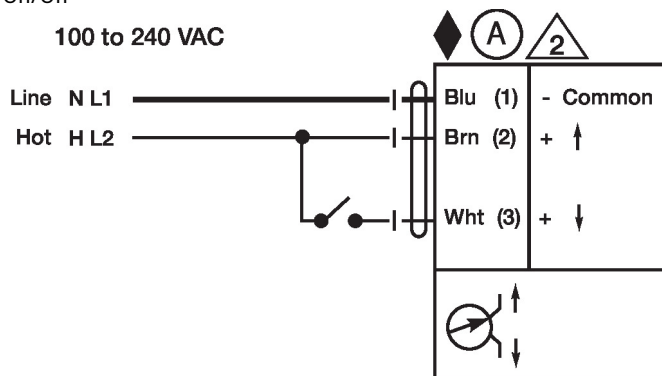 100 to 240 VAC
A 2
Line N L1 Blu (1) - Common
Hot H L2 Brn (2) +
Wht (3) +